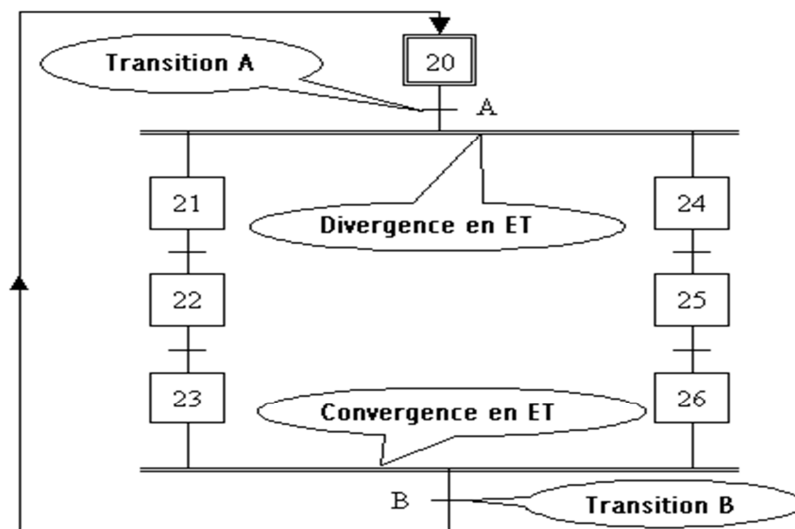 20
Transition A
A
21
24
Divergence en ET
22
25
23
26
Convergence en ET
B
Transition B